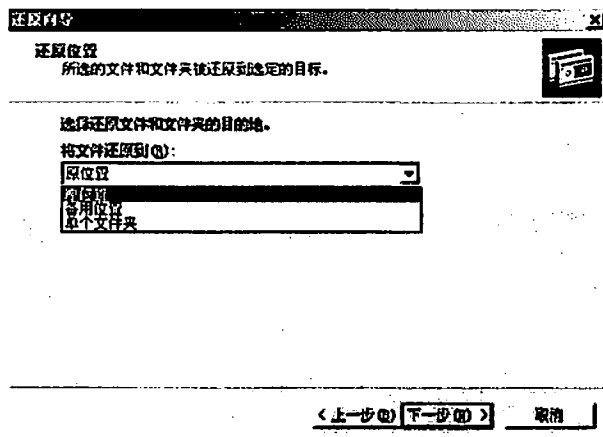 还原向导
还原位置
所选的文件和文件夹被还原到选定的目标。
选择还原文件和文件夹的目的地。
将文件还原到(R):
原位置
原位置
备用位置
单个文件夹
< 上一步(B)
下一步(N) >
取消